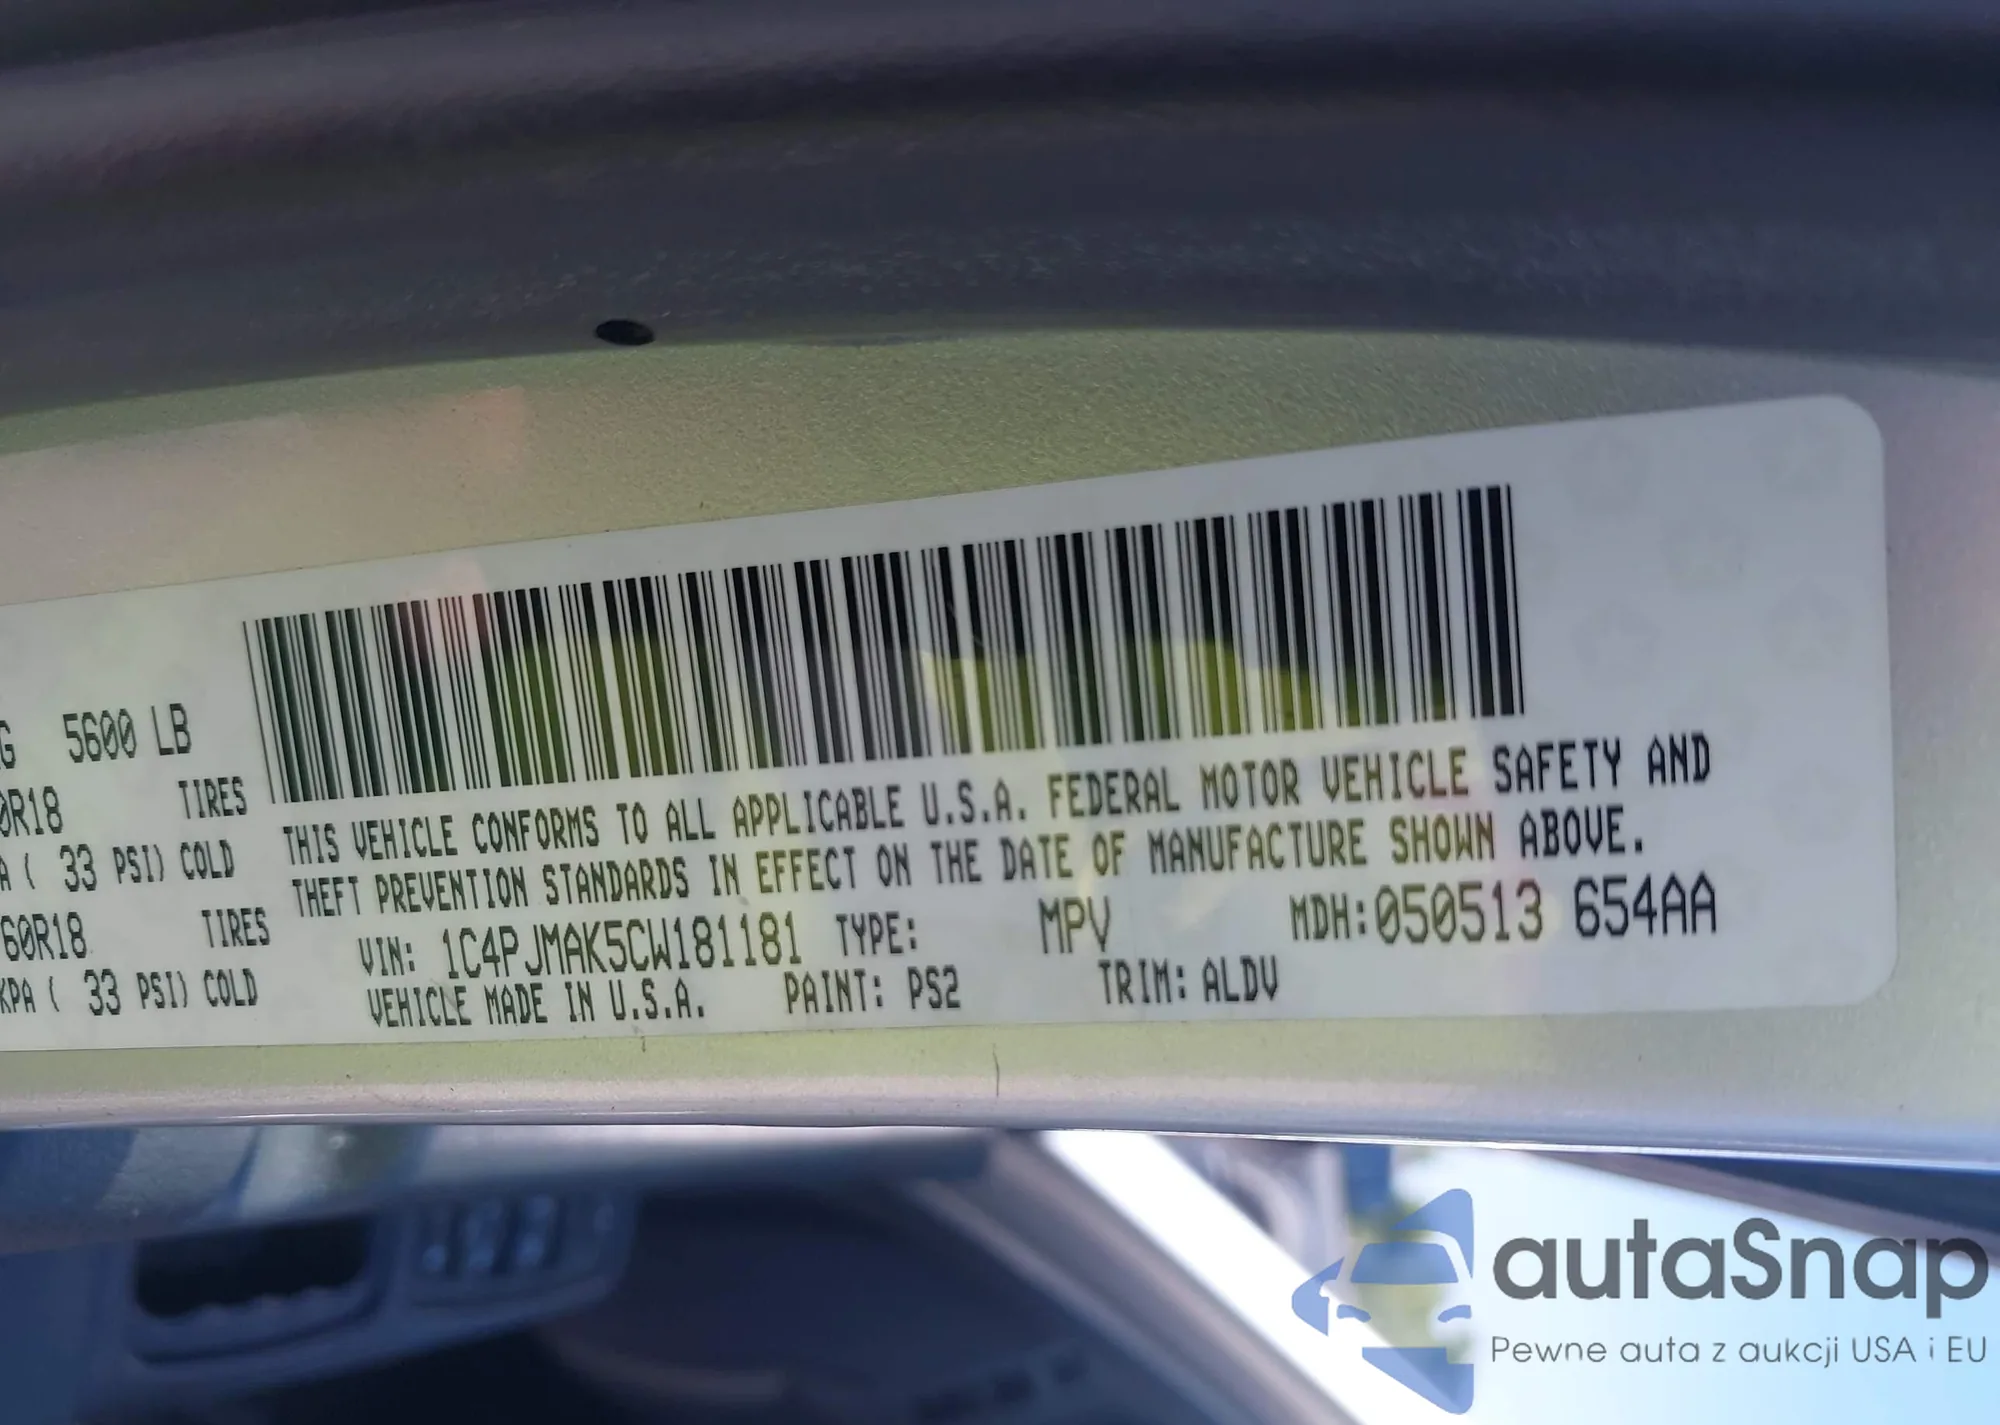 G 5600 LB
0R18 TIRES
A ( 33 PSI) COLD
60R18 TIRES
KPA ( 33 PSI) COLD
THIS VEHICLE CONFORMS TO ALL APPLICABLE U.S.A. FEDERAL MOTOR VEHICLE SAFETY AND
THEFT PREVENTION STANDARDS IN EFFECT ON THE DATE OF MANUFACTURE SHOWN ABOVE.
VIN: 1C4PJMAK5CW181181 TYPE: MPV MDH:050513 654AA
VEHICLE MADE IN U.S.A. PAINT: PS2 TRIM: ALDV
autaSnap
Pewne auta z aukcji USA i EU